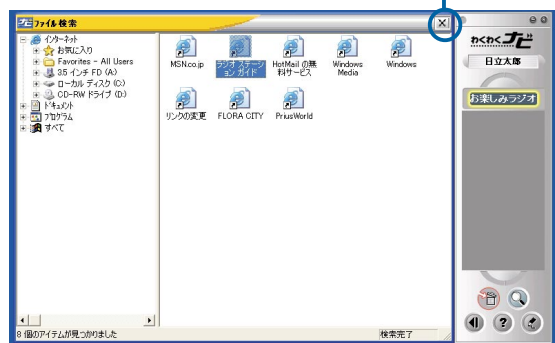 ナビ ファイル検索
インターネット
お気に入り
Favorites - All Users
3.5 インチ FD (A)
ローカル ディスク (C)
CD-RW ドライブ (D)
ドキュメント
プログラム
すべて
MSN.co.jp
ラジオ ステーション ガイド
HotMail の無料サービス
Windows Media
Windows
リンクの変更
FLORA CITY
PriusWorld
8 個のアイテムが見つかりました
検索完了
わくわくナビ
日立太郎
お楽しみラジオ